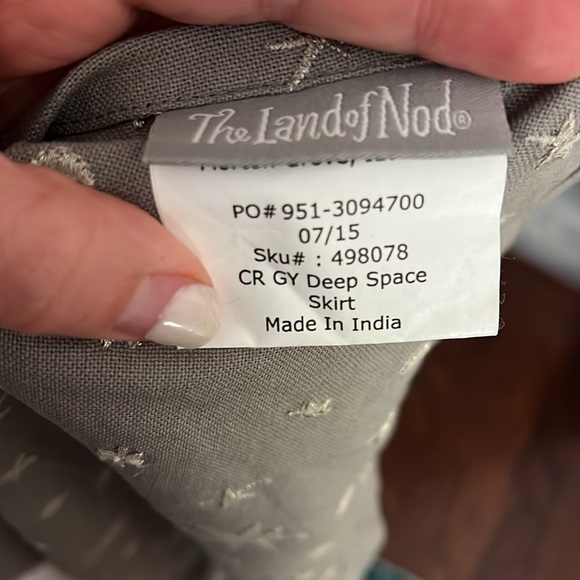 The Land of Nod®
PO# 951-3094700
07/15
Sku# : 498078
CR GY Deep Space
Skirt
Made In India